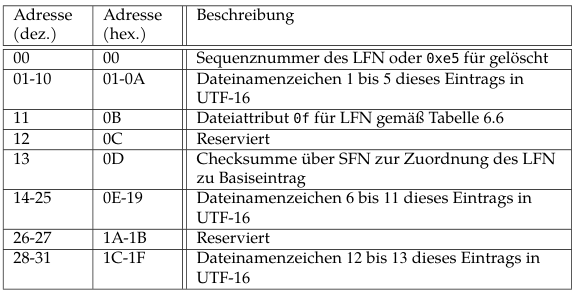 Adresse (dez.) Adresse (hex.) Beschreibung
00 00 Sequenznummer des LFN oder 0xe5 für gelöscht
01-10 01-0A Dateinamenzeichen 1 bis 5 dieses Eintrags in
UTF-16
11 0B Dateiattribut 0f für LFN gemäß Tabelle 6.6
12 0C Reserviert
13 0D Checksumme über SFN zur Zuordnung des LFN
zu Basiseintrag
14-25 0E-19 Dateinamenzeichen 6 bis 11 dieses Eintrags in
UTF-16
26-27 1A-1B Reserviert
28-31 1C-1F Dateinamenzeichen 12 bis 13 dieses Eintrags in
UTF-16